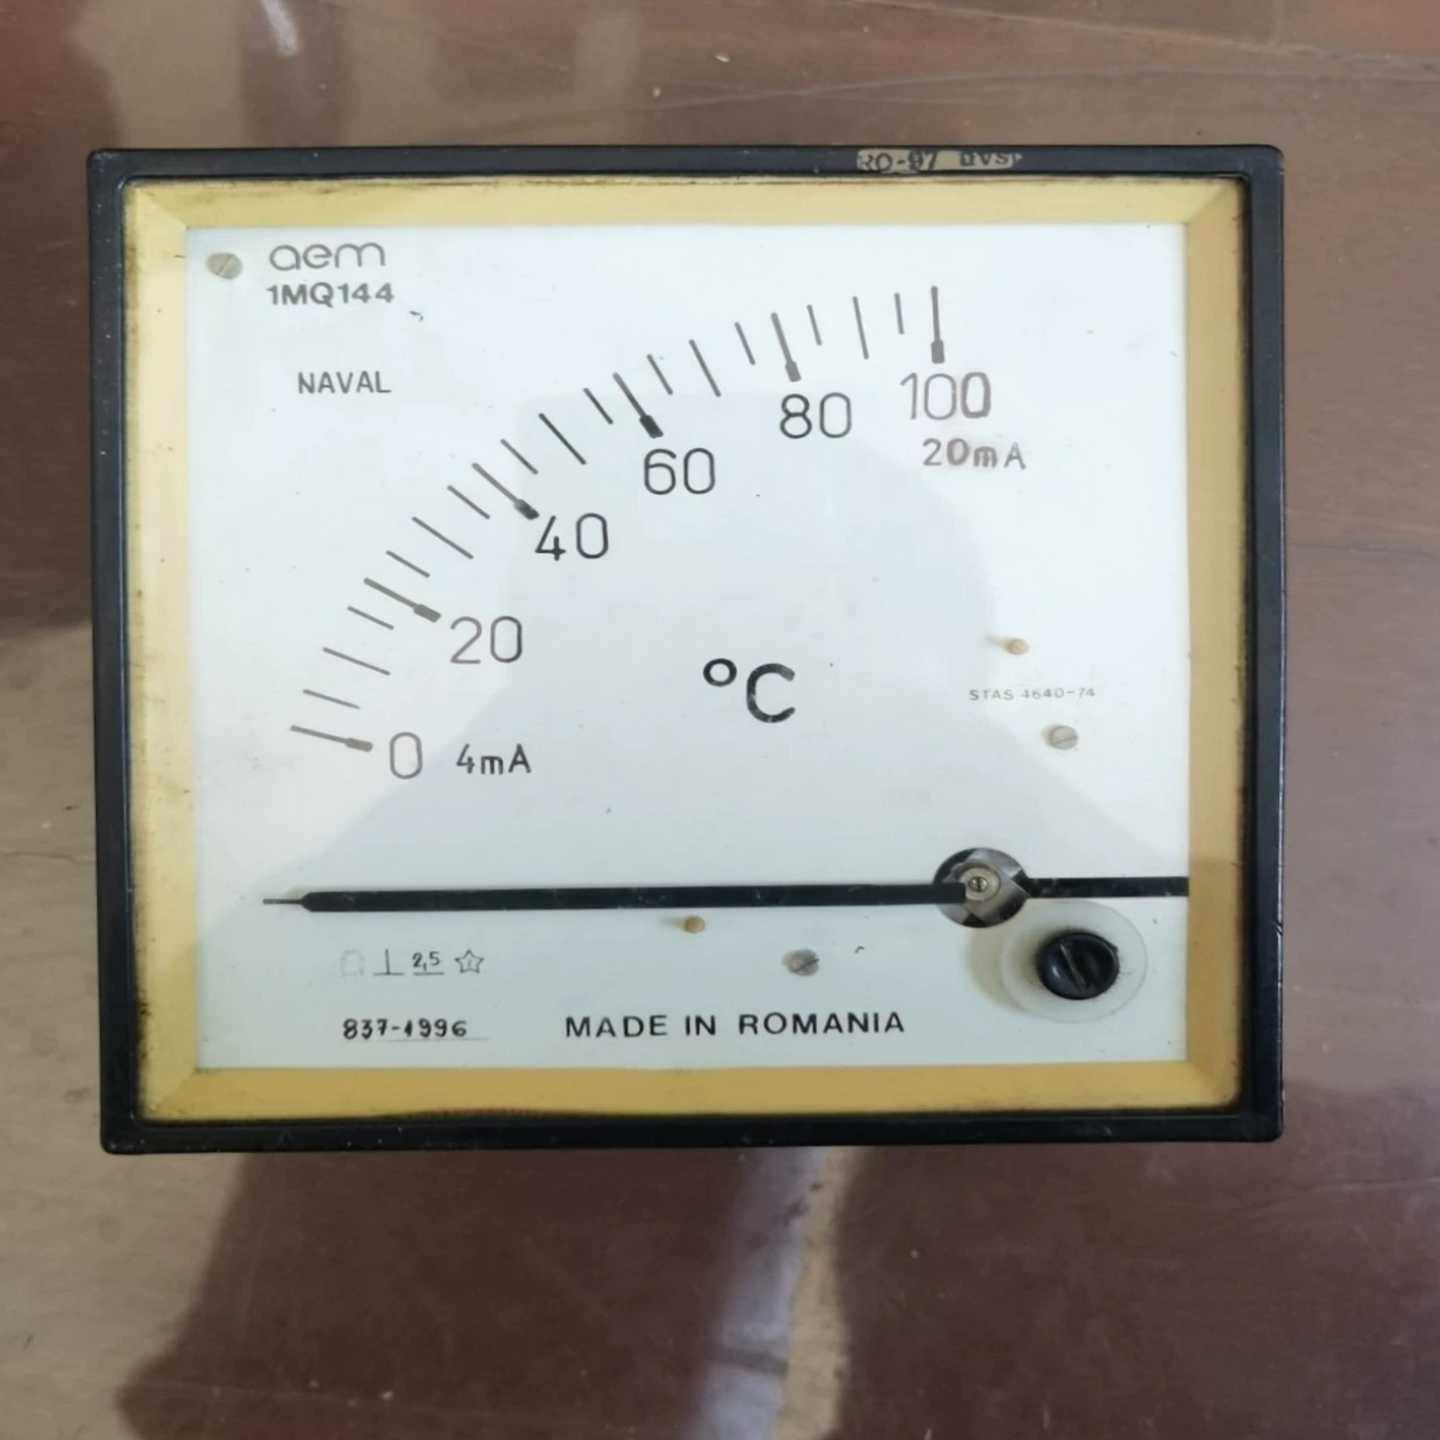 RO-97
aem
1MQ144
NAVAL
100
80
20mA
60
40
20
°C
STAS 4640-74
0 4mA
2,5
837-1996
MADE IN ROMANIA